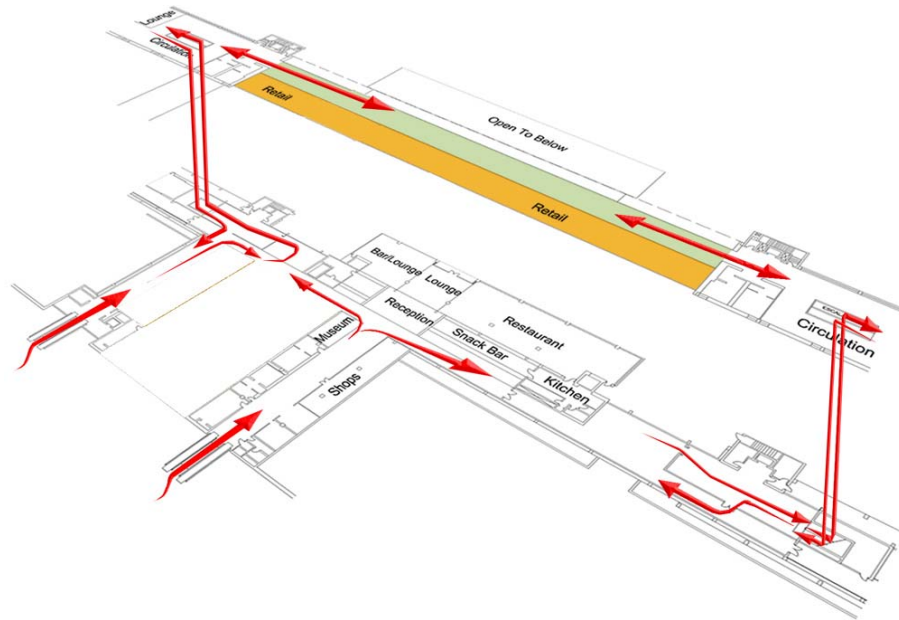 Lounge
Circulation
Retail
Open To Below
Retail
Circulation
Bar/Lounge
Lounge
Reception
Restaurant
Snack Bar
Museum
Kitchen
Shops